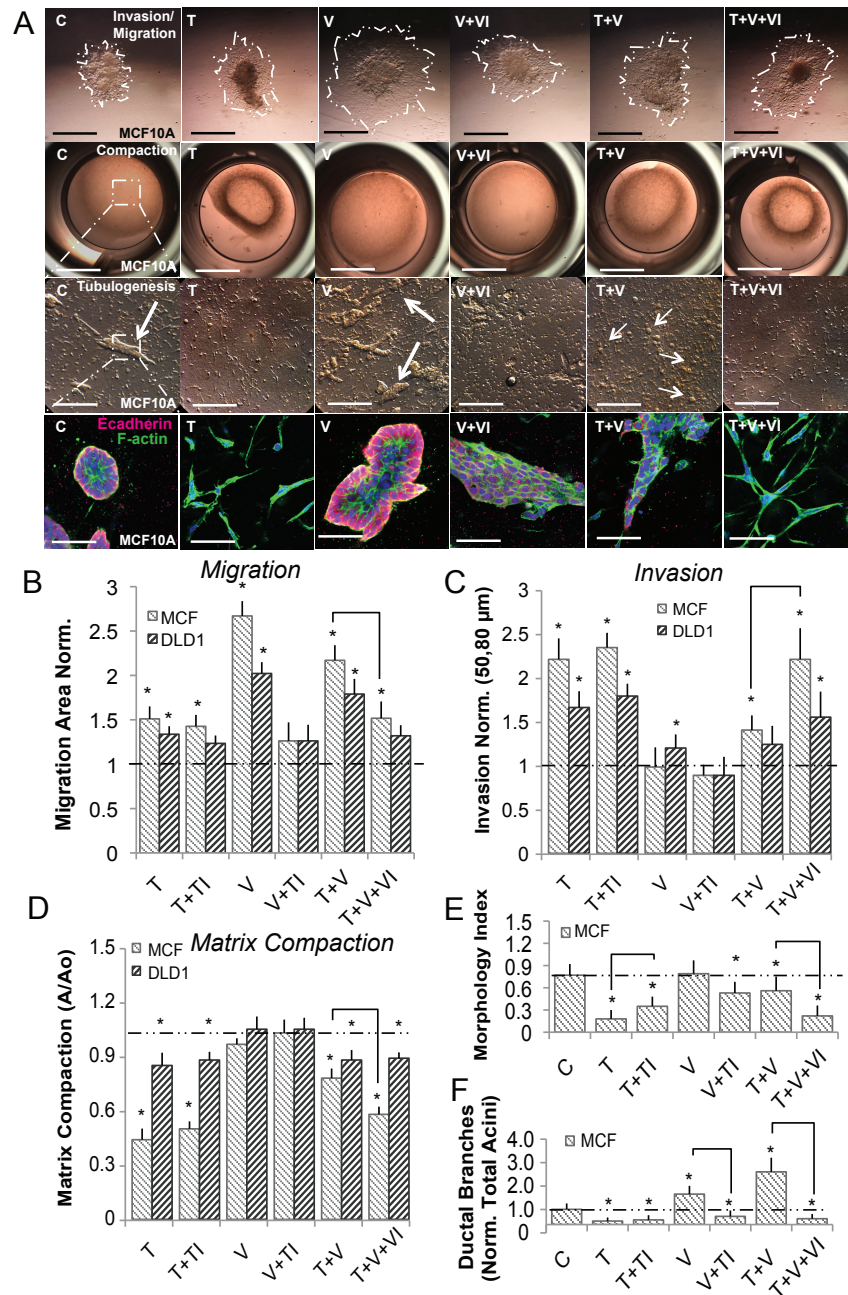 A
C Invasion/ Migration T V V+VI T+V T+V+VI
MCF10A
C Compaction T V V+VI T+V T+V+VI
MCF10A
C Tubulogenesis T V V+VI T+V T+V+VI
MCF10A
C Ecadherin F-actin T V V+VI T+V T+V+VI
MCF10A
B Migration
Migration Area Norm.
3
2.5
2
1.5
1
0
MCF
DLD1
* * * * * * * *
T T+TI V V+TI T+V T+V+VI
C Invasion
Invasion Norm. (50,80 µm)
3
2.5
2
1.5
1
0
MCF
DLD1
* * * * * * * *
T T+TI V V+TI T+V T+V+VI
D Matrix Compaction
Matrix Compaction (A/Ao)
1.5
1.2
0.9
0.6
0.3
0
MCF
DLD1
* * * * * * * *
T T+TI V V+TI T+V T+V+VI
E
Morphology Index
1.5
1.2
0.9
0.6
0.3
0
MCF
* * * * *
C T T+TI V V+TI T+V T+V+VI
F
Ductal Branches
(Norm. Total Acini)
4.0
3.0
2.0
1.0
0
MCF
* * * * * *
C T T+TI V V+TI T+V T+V+VI